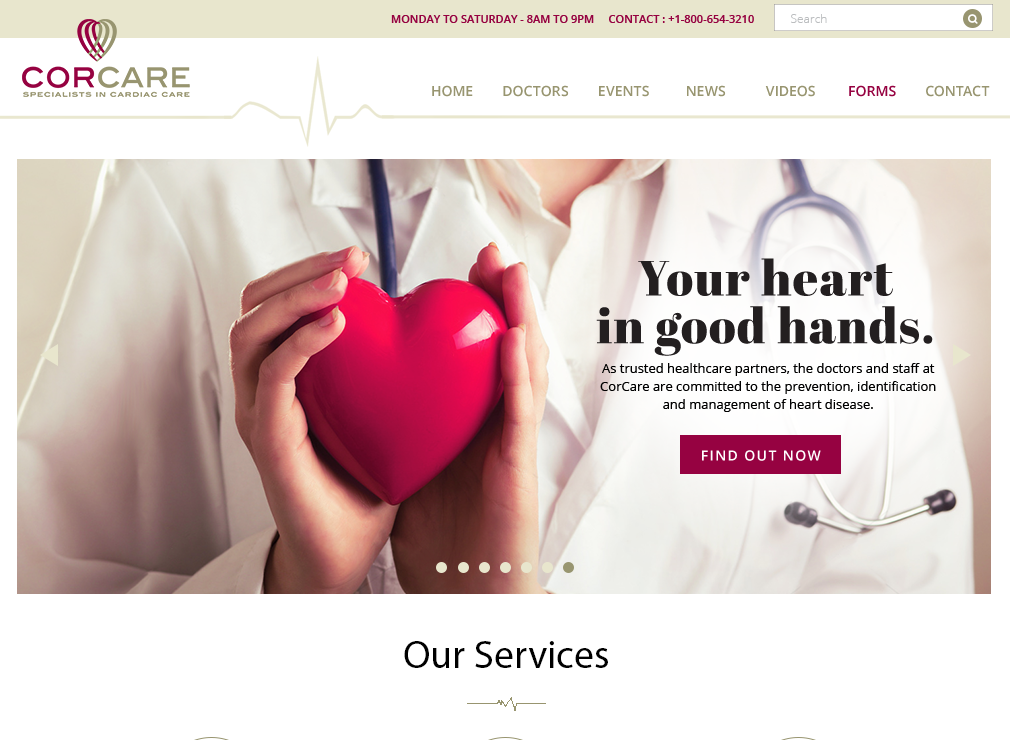 MONDAY TO SATURDAY - 8AM TO 9PM CONTACT : +1-800-654-3210
Search
CORCARE
SPECIALISTS IN CARDIAC CARE
HOME DOCTORS EVENTS NEWS VIDEOS FORMS CONTACT
Your heart
in good hands.
As trusted healthcare partners, the doctors and staff at
CorCare are committed to the prevention, identification
and management of heart disease.
FIND OUT NOW
Our Services